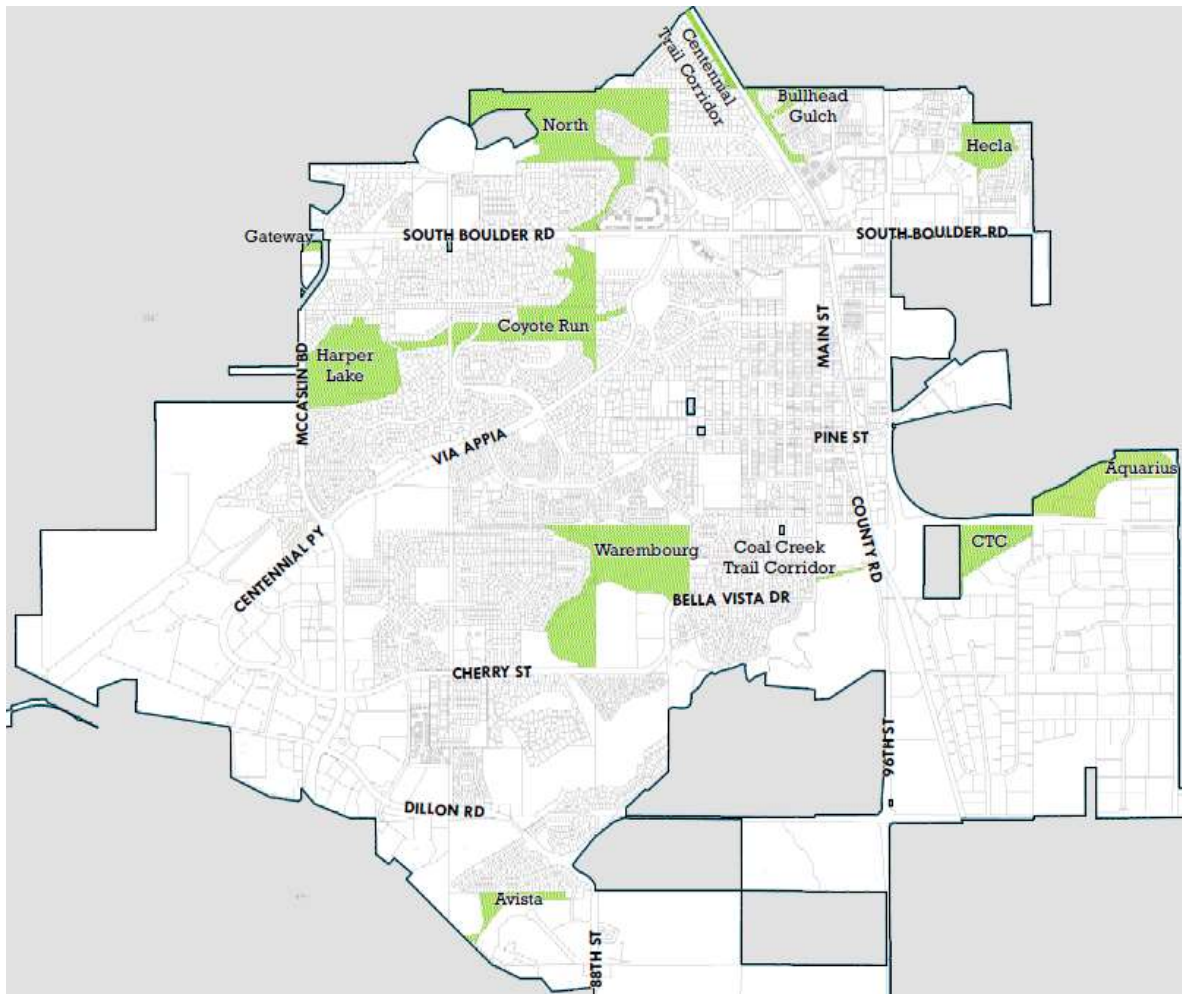 Centennial
Trail Corridor
Bullhead
Gulch
North
Hecla
Gateway
SOUTH BOULDER RD
SOUTH BOULDER RD
Coyote Run
MAIN ST
Harper
Lake
MCCASLIN BD
VIA APPIA
PINE ST
Aquarius
COUNTY RD
CTC
Warembourg
Coal Creek
Trail Corridor
CENTENNIAL PY
BELLA VISTA DR
CHERRY ST
96TH ST
DILLON RD
Avista
88TH ST